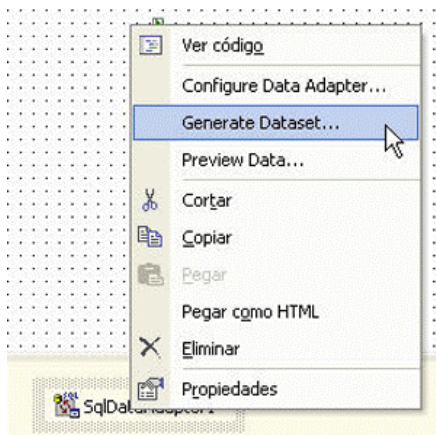 Ver código
Configure Data Adapter...
Generate Dataset...
Preview Data...
Cortar
Copiar
Pegar
Pegar como HTML
Eliminar
Propiedades